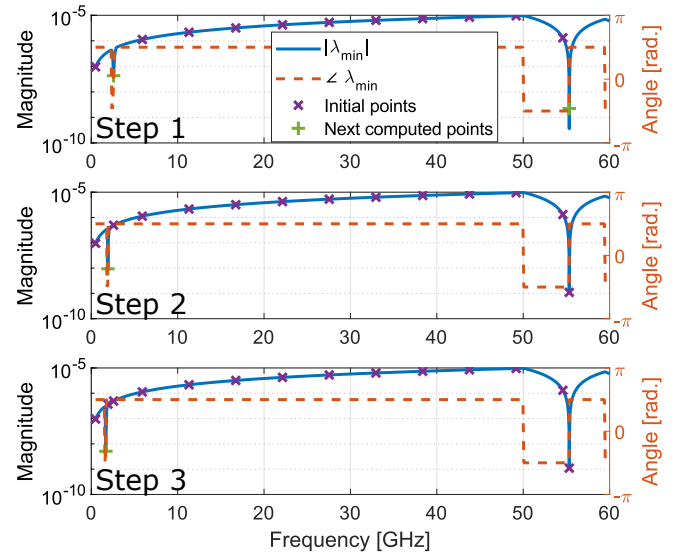 10^-5
π
Magnitude
Angle [rad.]
0
|λ_min|
∠ λ_min
Initial points
Next computed points
Step 1
10^-10
-π
0 10 20 30 40 50 60
10^-5
π
Magnitude
Angle [rad.]
0
Step 2
10^-10
-π
0 10 20 30 40 50 60
10^-5
π
Magnitude
Angle [rad.]
0
Step 3
10^-10
-π
0 10 20 30 40 50 60
Frequency [GHz]